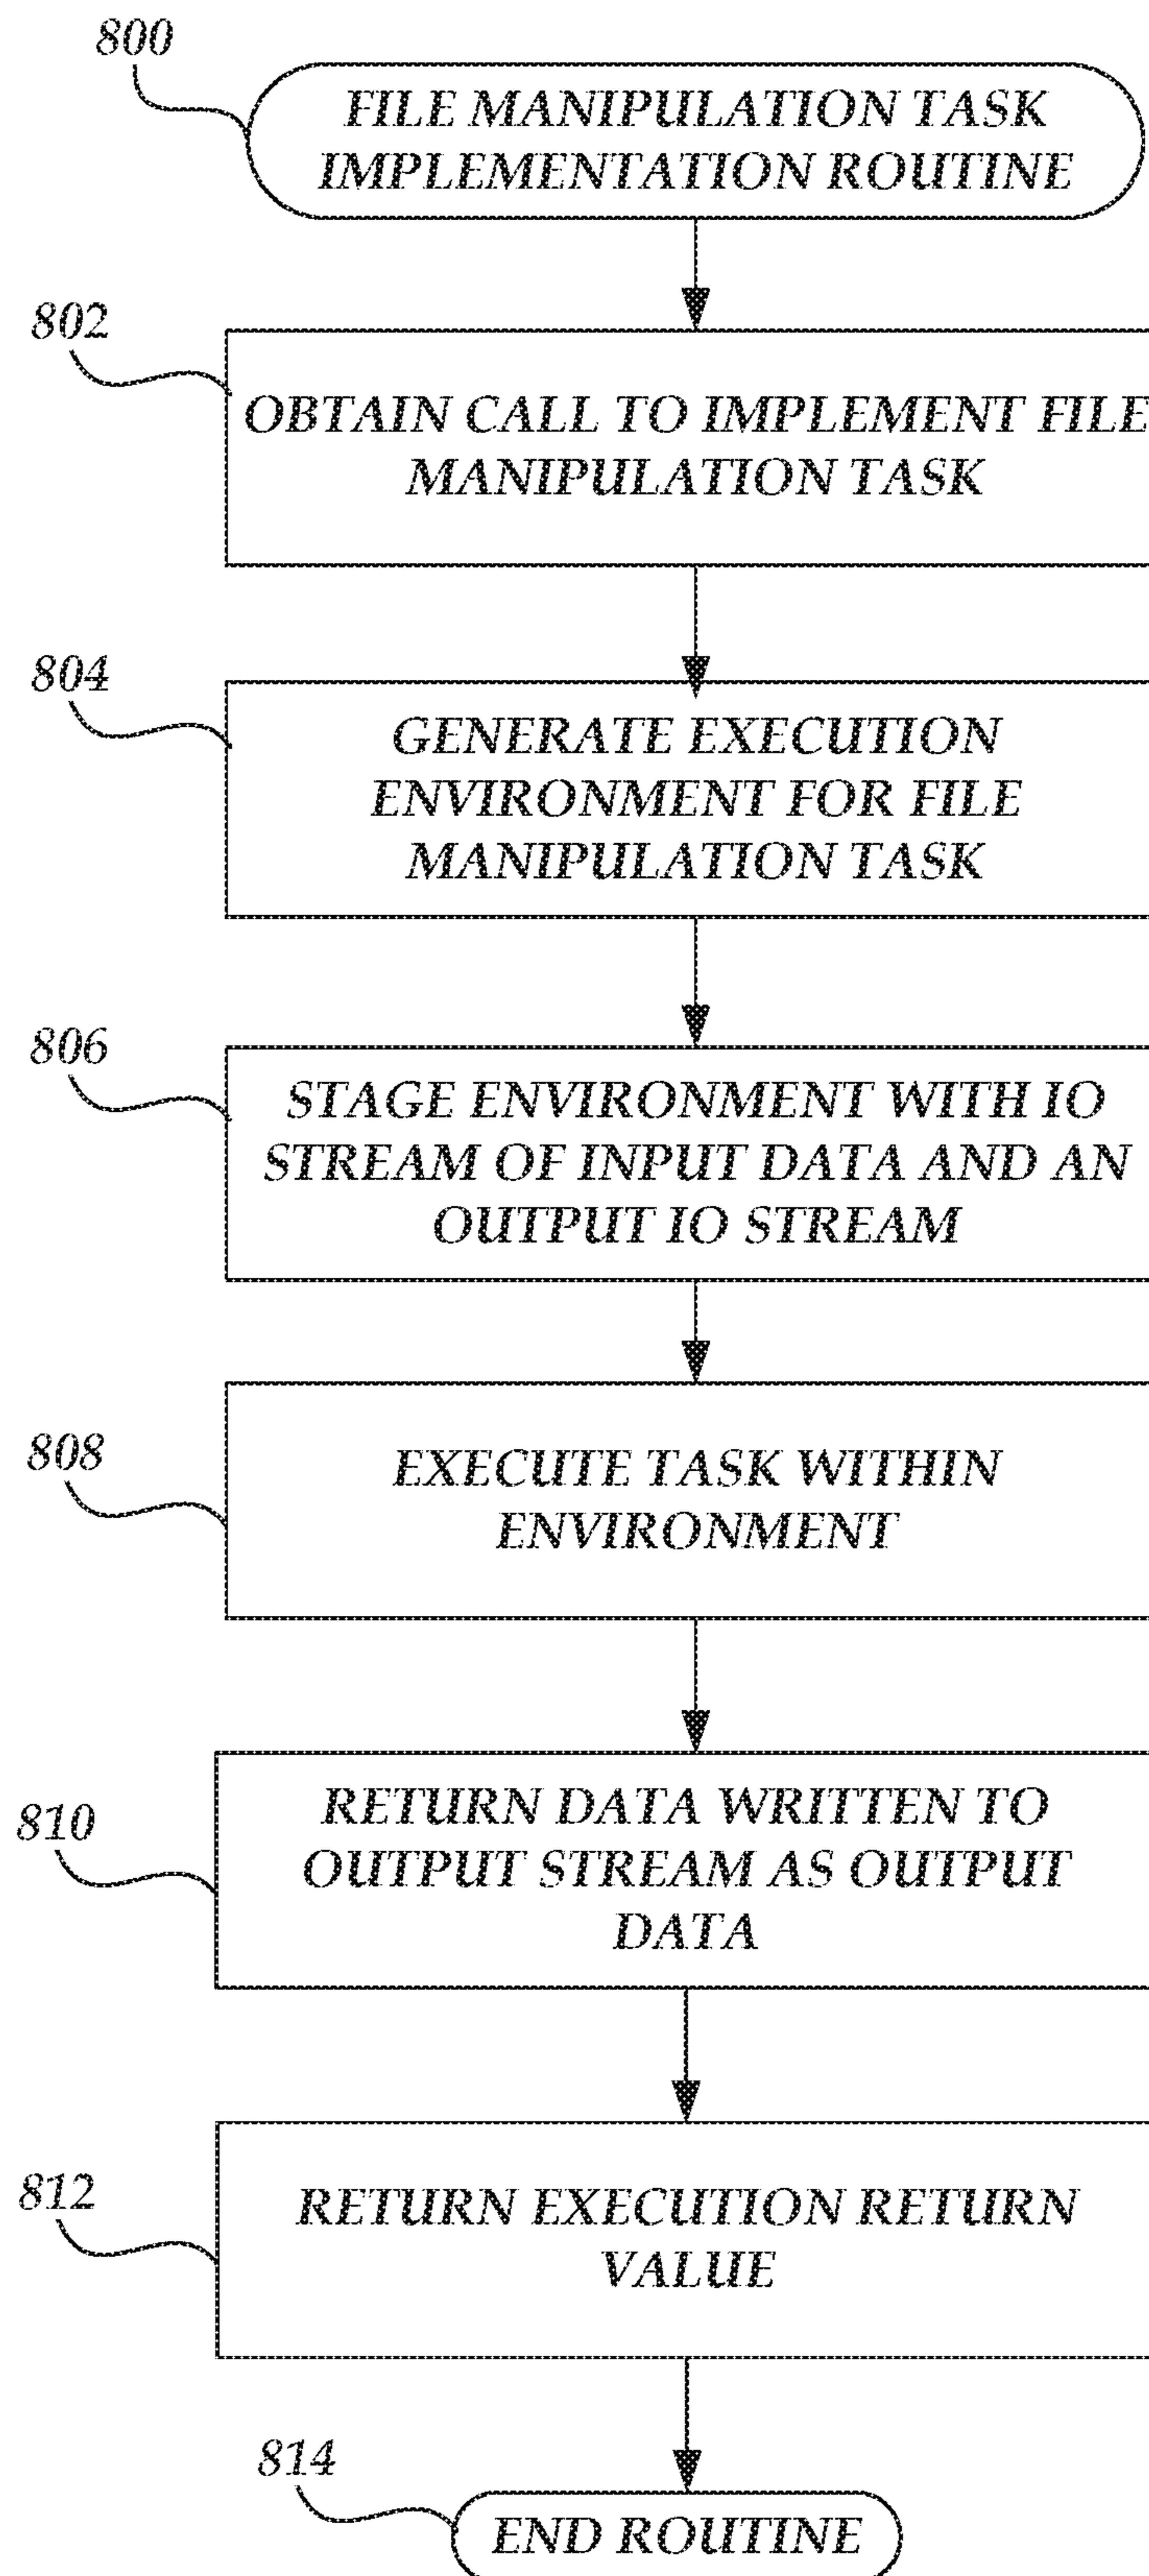 800
FILE MANIPULATION TASK
IMPLEMENTATION ROUTINE
802
OBTAIN CALL TO IMPLEMENT FILE
MANIPULATION TASK
804
GENERATE EXECUTION
ENVIRONMENT FOR FILE
MANIPULATION TASK
806
STAGE ENVIRONMENT WITH IO
STREAM OF INPUT DATA AND AN
OUTPUT IO STREAM
808
EXECUTE TASK WITHIN
ENVIRONMENT
810
RETURN DATA WRITTEN TO
OUTPUT STREAM AS OUTPUT
DATA
812
RETURN EXECUTION RETURN
VALUE
814
END ROUTINE